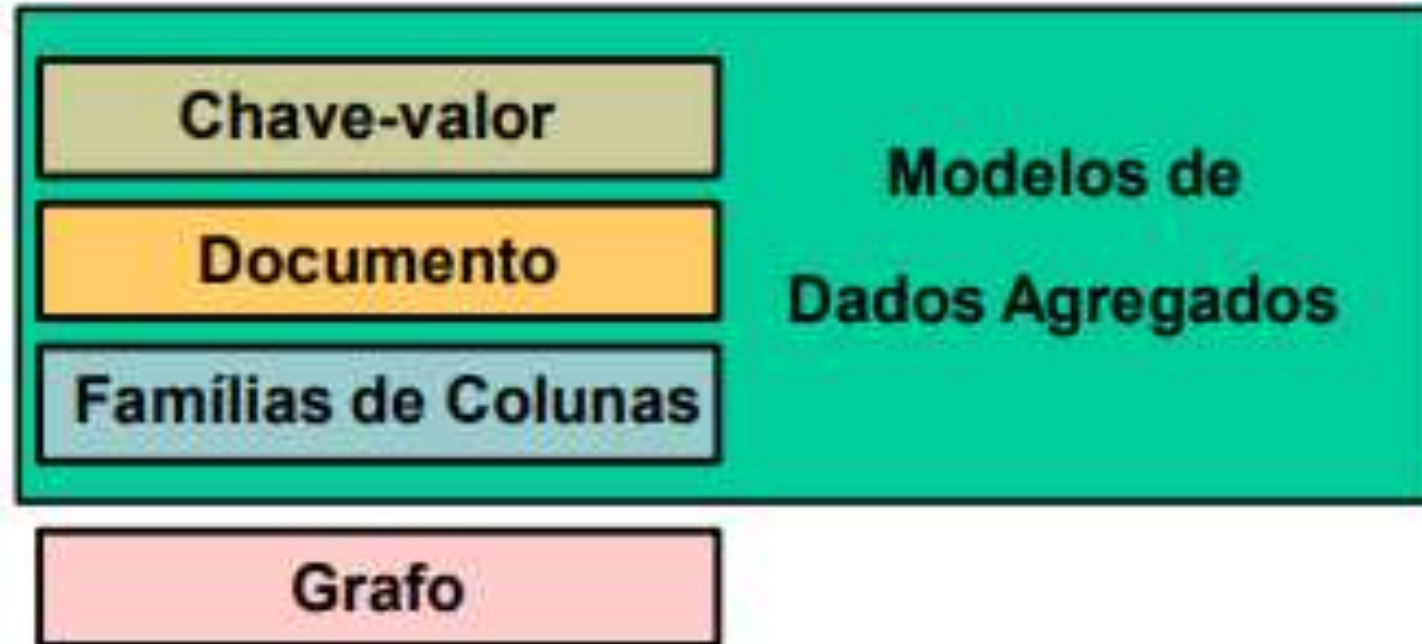 Chave-valor
Documento
Famílias de Colunas
Modelos de
Dados Agregados
Grafo